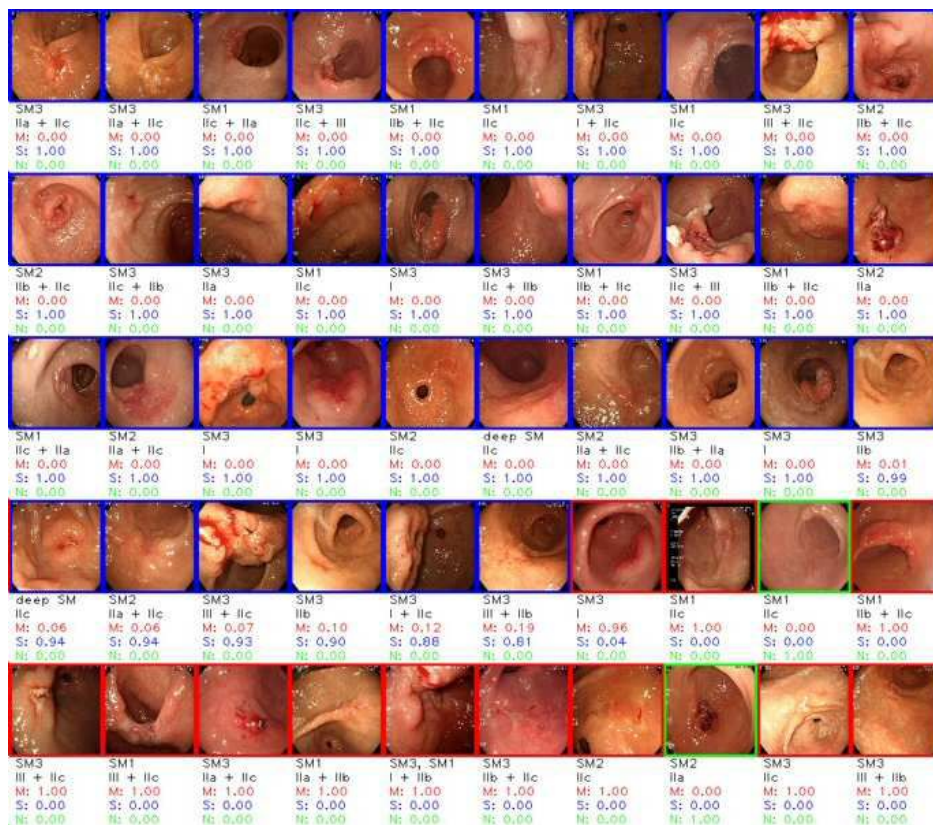 SM3 SM3 SM1 SM3 SM1 SM1 SM3 SM1 SM3 SM2
IIa + IIc IIa + IIc IIc + IIa IIc + III IIb + IIc IIc I + IIc IIc III + IIc IIb + IIc
M: 0.00 M: 0.00 M: 0.00 M: 0.00 M: 0.00 M: 0.00 M: 0.00 M: 0.00 M: 0.00 M: 0.00
S: 1.00 S: 1.00 S: 1.00 S: 1.00 S: 1.00 S: 1.00 S: 1.00 S: 1.00 S: 1.00 S: 1.00
N: 0.00 N: 0.00 N: 0.00 N: 0.00 N: 0.00 N: 0.00 N: 0.00 N: 0.00 N: 0.00 N: 0.00
SM2 SM3 SM3 SM1 SM3 SM3 SM1 SM3 SM1 SM2
IIb + IIc IIc + IIb IIa IIc I IIc + IIb IIb + IIc IIc + III IIb + IIc IIa
M: 0.00 M: 0.00 M: 0.00 M: 0.00 M: 0.00 M: 0.00 M: 0.00 M: 0.00 M: 0.00 M: 0.00
S: 1.00 S: 1.00 S: 1.00 S: 1.00 S: 1.00 S: 1.00 S: 1.00 S: 1.00 S: 1.00 S: 1.00
N: 0.00 N: 0.00 N: 0.00 N: 0.00 N: 0.00 N: 0.00 N: 0.00 N: 0.00 N: 0.00 N: 0.00
SM1 SM2 SM3 SM3 SM2 deep SM SM2 SM3 SM3 SM3
IIc + IIa IIa + IIc I I IIc IIc IIa + IIc IIb + IIa I IIb
M: 0.00 M: 0.00 M: 0.00 M: 0.00 M: 0.00 M: 0.00 M: 0.00 M: 0.00 M: 0.00 M: 0.01
S: 1.00 S: 1.00 S: 1.00 S: 1.00 S: 1.00 S: 1.00 S: 1.00 S: 1.00 S: 1.00 S: 0.99
N: 0.00 N: 0.00 N: 0.00 N: 0.00 N: 0.00 N: 0.00 N: 0.00 N: 0.00 N: 0.00 N: 0.00
deep SM SM2 SM3 SM3 SM3 SM3 SM3 SM1 SM1 SM1
IIc IIa + IIc III + IIc IIb I + IIc III + IIb I IIc IIc IIb + IIc
M: 0.06 M: 0.06 M: 0.07 M: 0.10 M: 0.12 M: 0.19 M: 0.96 M: 1.00 M: 0.00 M: 1.00
S: 0.94 S: 0.94 S: 0.93 S: 0.90 S: 0.88 S: 0.81 S: 0.04 S: 0.00 S: 0.00 S: 0.00
N: 0.00 N: 0.00 N: 0.00 N: 0.00 N: 0.00 N: 0.00 N: 0.00 N: 0.00 N: 1.00 N: 0.00
SM3 SM1 SM3 SM1 SM3, SM1 SM3 SM2 SM2 SM3 SM3
III + IIc III + IIc IIa + IIc IIa + IIb I + IIb IIb + IIc IIc IIa IIc III + IIb
M: 1.00 M: 1.00 M: 1.00 M: 1.00 M: 1.00 M: 1.00 M: 1.00 M: 0.00 M: 1.00 M: 1.00
S: 0.00 S: 0.00 S: 0.00 S: 0.00 S: 0.00 S: 0.00 S: 0.00 S: 0.00 S: 0.00 S: 0.00
N: 0.00 N: 0.00 N: 0.00 N: 0.00 N: 0.00 N: 0.00 N: 0.00 N: 1.00 N: 0.00 N: 0.00